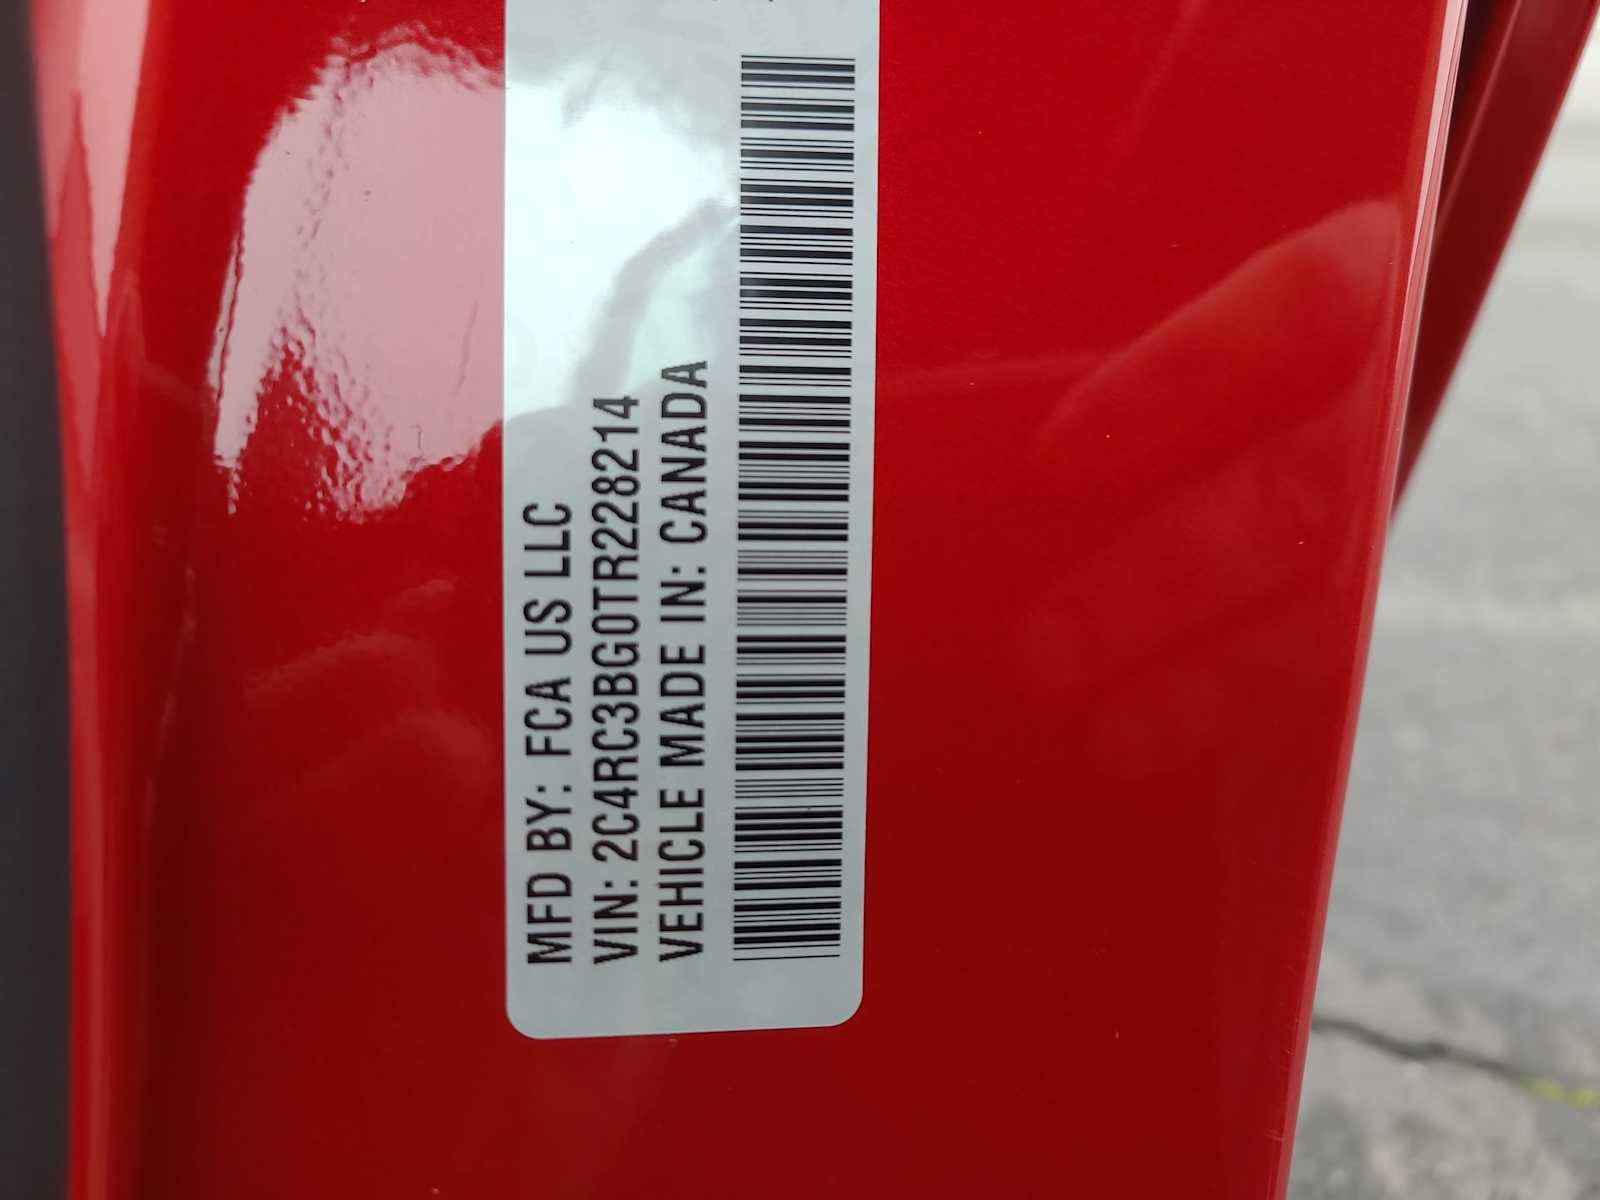 MFD BY: FCA US LLC
VIN: 2C4RC3BG0TR228214
VEHICLE MADE IN: CANADA